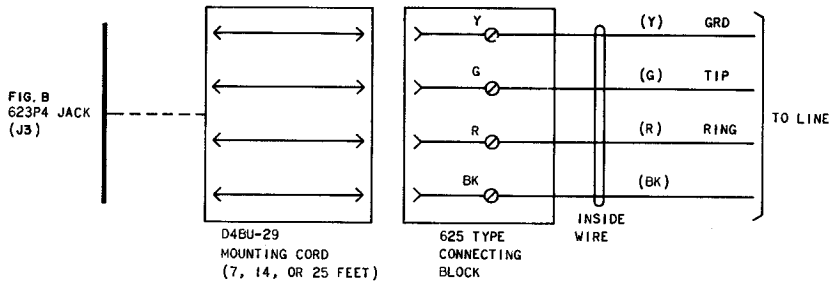 Y (Y) GRD
G (G) TIP
FIG. B
623P4 JACK
(J3)
TO LINE
R (R) RING
BK (BK)
INSIDE
WIRE
D4BU-29
MOUNTING CORD
(7, 14, OR 25 FEET)
625 TYPE
CONNECTING
BLOCK